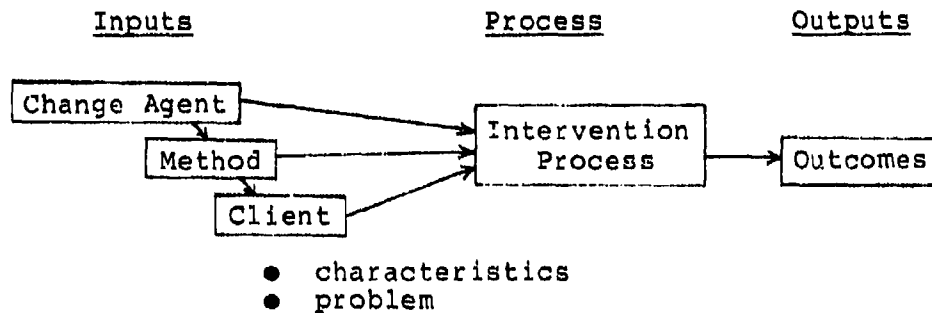 Inputs Process Outputs
Change Agent
Method
Client
Intervention
Process
Outcomes
● characteristics
● problem